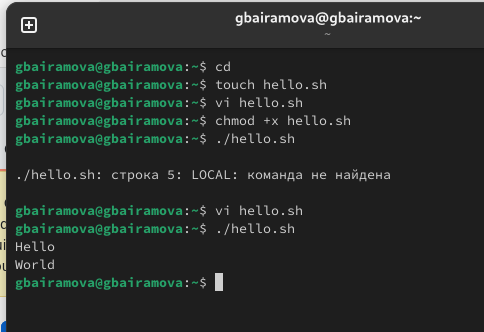 gbairamova@gbairamova:~
~
gbairamova@gbairamova:~$ cd
gbairamova@gbairamova:~$ touch hello.sh
gbairamova@gbairamova:~$ vi hello.sh
gbairamova@gbairamova:~$ chmod +x hello.sh
gbairamova@gbairamova:~$ ./hello.sh
./hello.sh: строка 5: LOCAL: команда не найдена
gbairamova@gbairamova:~$ vi hello.sh
gbairamova@gbairamova:~$ ./hello.sh
Hello
World
gbairamova@gbairamova:~$